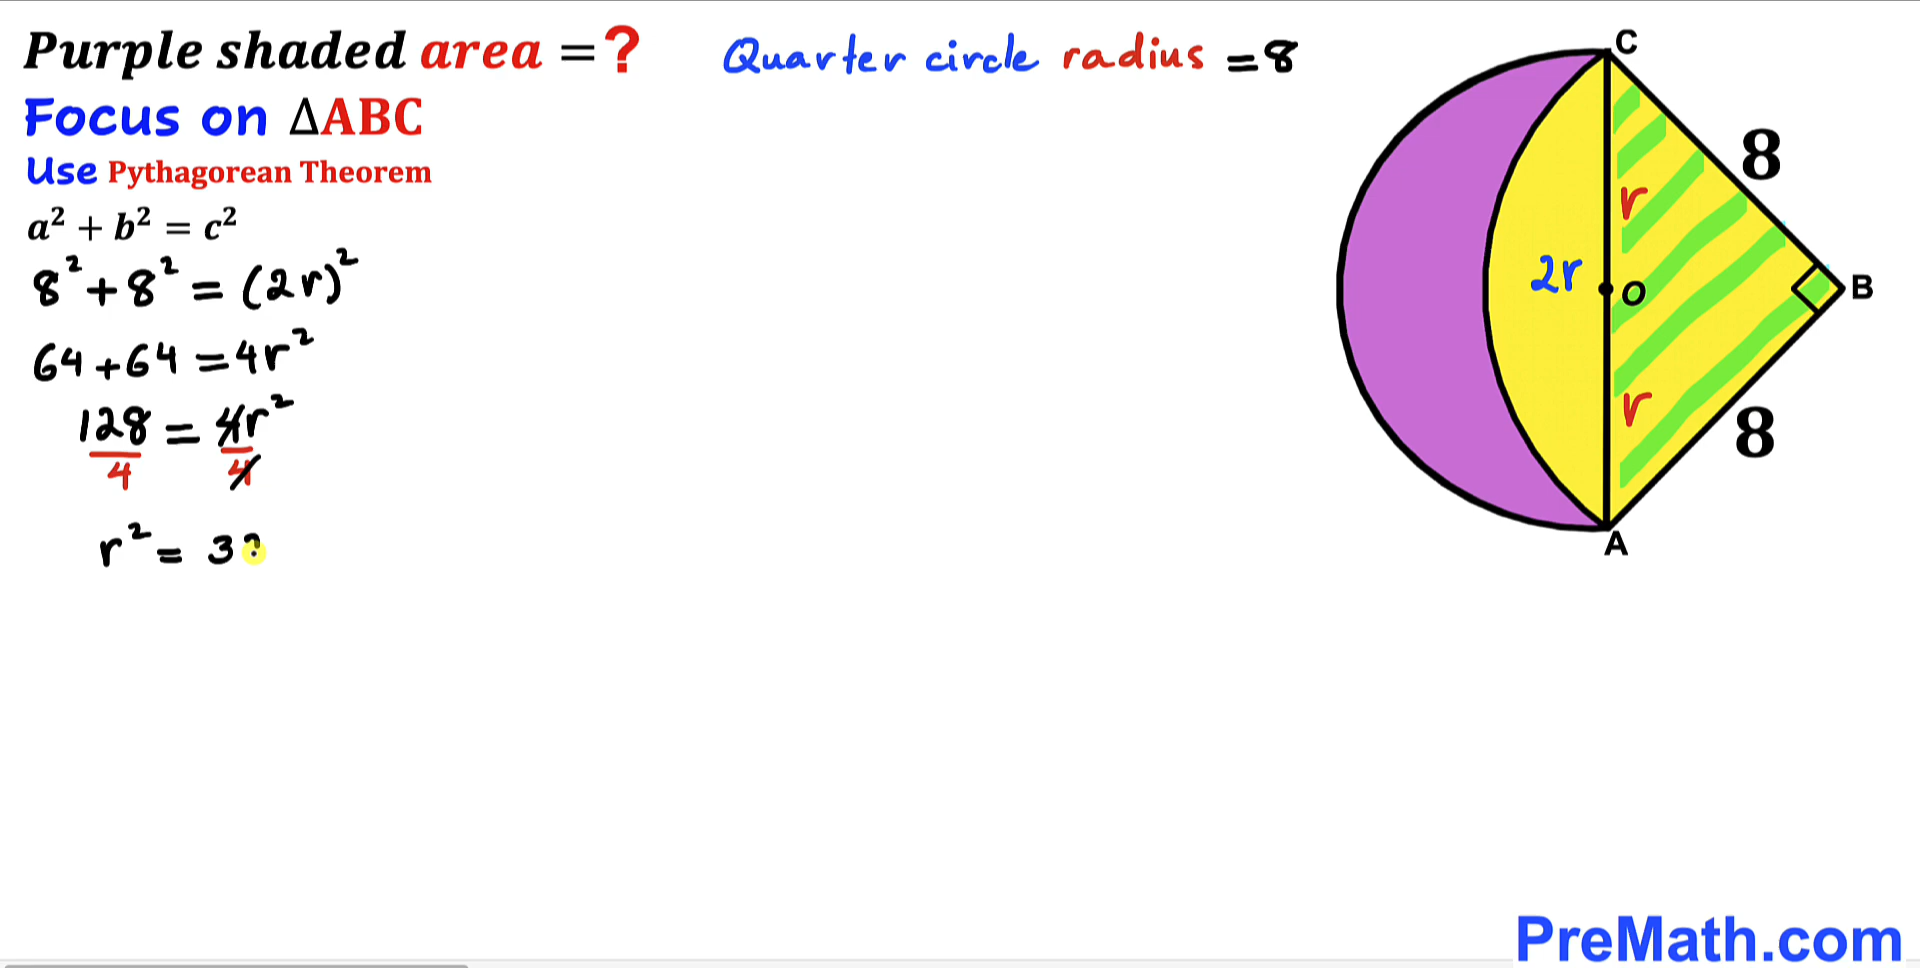 Purple shaded area = ?
Quarter circle radius = 8
Focus on ΔABC
Use Pythagorean Theorem
a² + b² = c²
8² + 8² = (2r)²
64 + 64 = 4r²
128/4 = 4r²/4
r² = 3
C
8
r
2r
O
B
r
8
A
PreMath.com